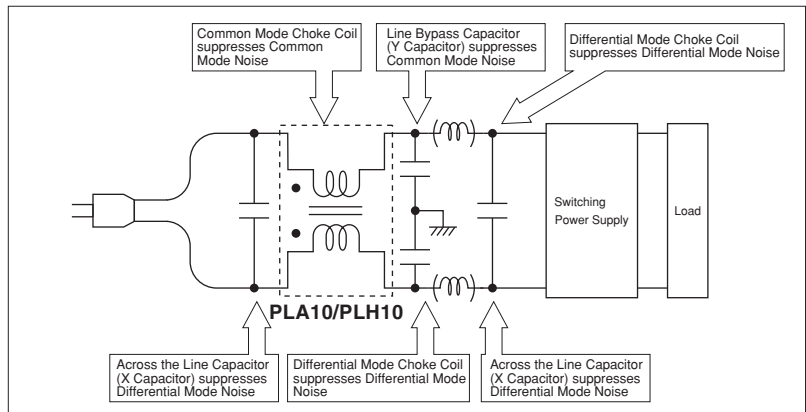 Common Mode Choke Coil
suppresses Common
Mode Noise
Line Bypass Capacitor
(Y Capacitor) suppresses
Common Mode Noise
Differential Mode Choke Coil
suppresses Differential Mode Noise
Switching
Power Supply
Load
PLA10/PLH10
Across the Line Capacitor
(X Capacitor) suppresses
Differential Mode Noise
Differential Mode Choke Coil
suppresses Differential Mode
Noise
Across the Line Capacitor
(X Capacitor) suppresses
Differential Mode Noise